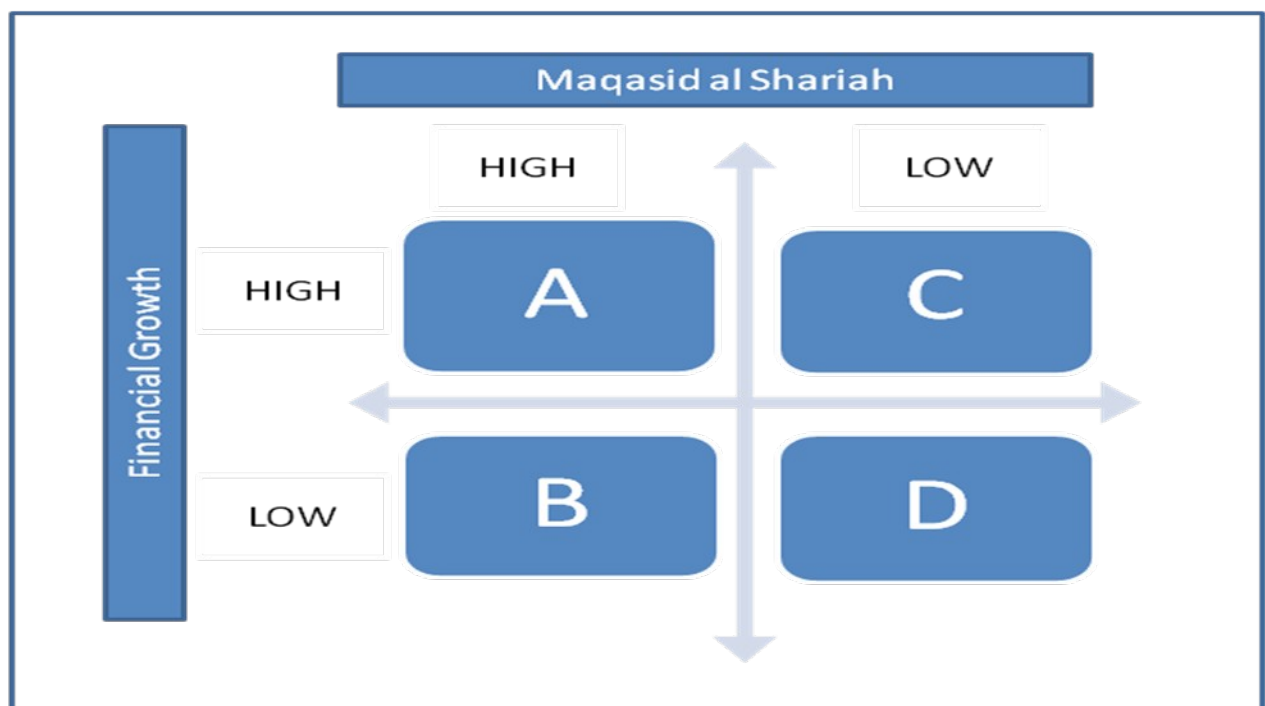 Maqasid al Shariah
HIGH
LOW
Financial Growth
HIGH
A
C
LOW
B
D